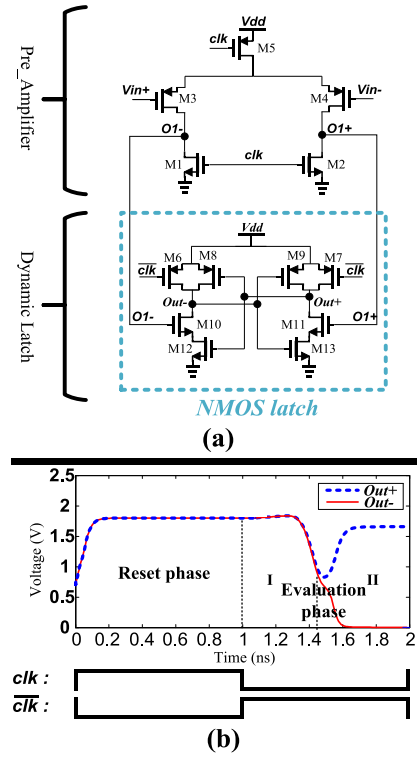 Pre_Amplifier
Vdd
clk
M5
Vin+
M3
M4
Vin-
O1-
O1+
M1
clk
M2
Dynamic Latch
Vdd
M6
M8
M9
M7
clk
clk
Out-
Out+
O1-
M10
M11
O1+
M12
M13
NMOS latch
(a)
2.5
2
1.5
1
0.5
0
Voltage (V)
Out+
Out-
Reset phase
I
Evaluation
phase
II
0
0.2
0.4
0.6
0.8
1
1.2
1.4
1.6
1.8
2
Time (ns)
clk :
clk :
(b)